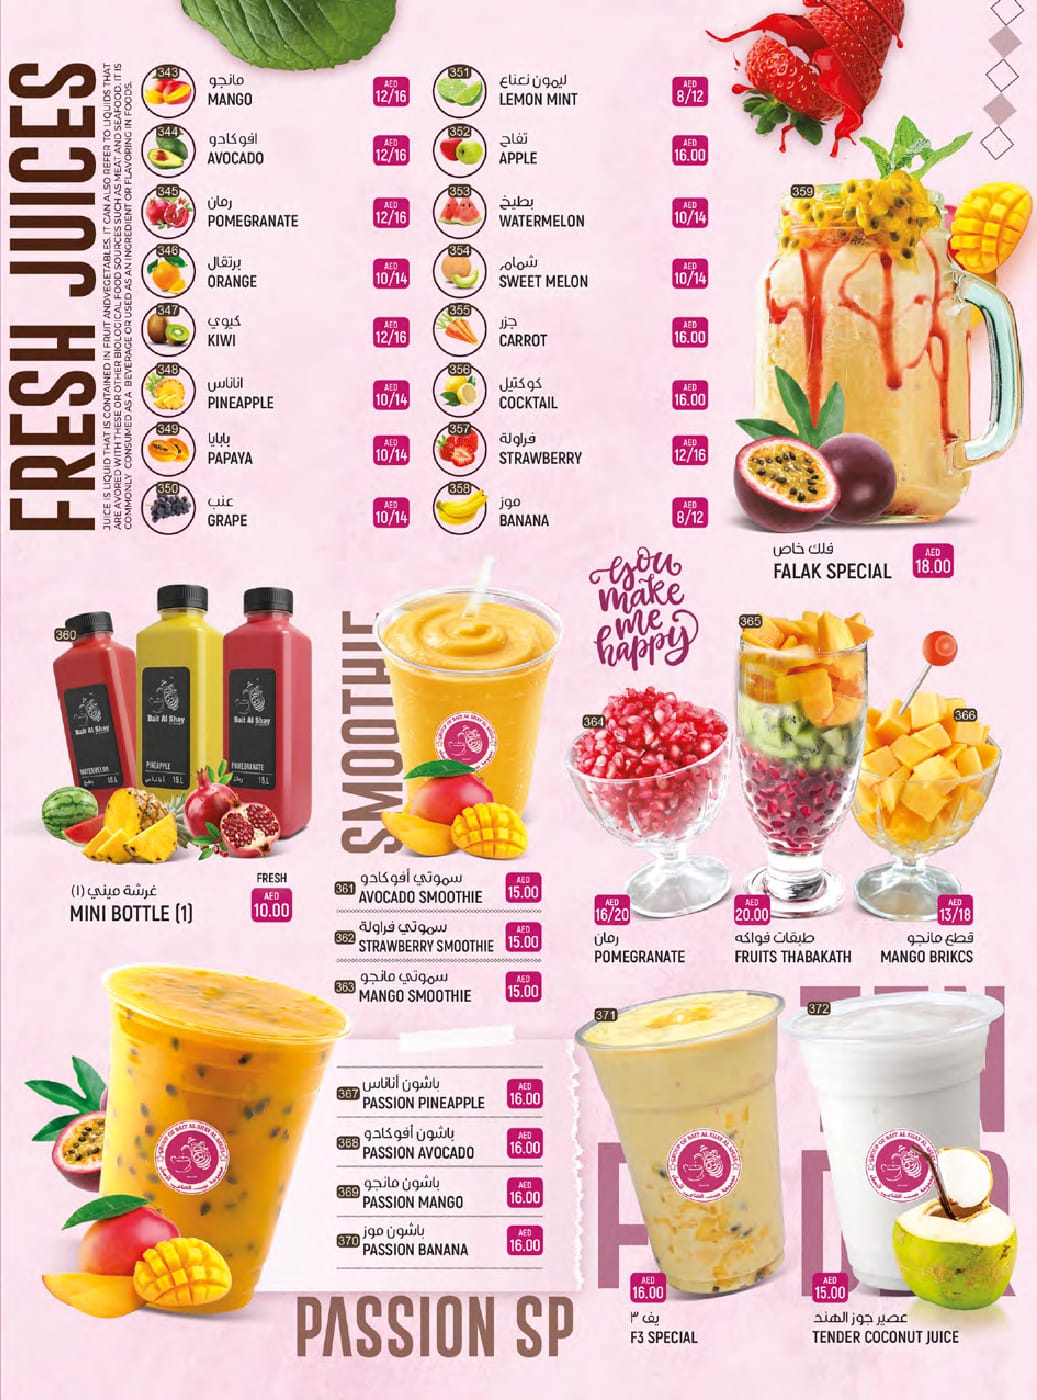 FRESH JUICES
JUICE IS LIQUID THAT IS CONTAINED IN FRUIT ANDVEGETABLES. IT CAN ALSO REFER TO LIQUIDS THAT
ARE AVORED WITH THESE OR OTHER BIOLOGICAL FOOD SOURCES SUCH AS MEAT AND SEAFOOD. IT IS
COMMONLY CONSUMED AS A BEVERAGE OR USED AS AN INGREDIENT OR FLAVORING IN FOODS.
343
مانجو
MANGO
AED
12/16
344
افوكادو
AVOCADO
AED
12/16
345
رمان
POMEGRANATE
AED
12/16
346
برتقال
ORANGE
AED
10/14
347
كيوي
KIWI
AED
12/16
348
اناناس
PINEAPPLE
AED
10/14
349
بابايا
PAPAYA
AED
10/14
350
عنب
GRAPE
AED
10/14
351
ليمون نعناع
LEMON MINT
AED
8/12
352
تفاح
APPLE
AED
16.00
353
بطيخ
WATERMELON
AED
10/14
354
شمام
SWEET MELON
AED
10/14
355
جزر
CARROT
AED
16.00
356
كوكتيل
COCKTAIL
AED
16.00
357
فراولة
STRAWBERRY
AED
12/16
358
موز
BANANA
AED
8/12
359
فلك خاص
FALAK SPECIAL
AED
18.00
360
Bait Al Shay
Bait Al Shay
Bait Al Shay
WATERMELON
PINEAPPLE
أناناس
POMEGRANATE
رمان
غرشة ميني (١)
MINI BOTTLE (1)
FRESH
AED
10.00
SMOOTHIE
361
سموتي أفوكادو
AVOCADO SMOOTHIE
AED
15.00
362
سموتي فراولة
STRAWBERRY SMOOTHIE
AED
15.00
363
سموتي مانجو
MANGO SMOOTHIE
AED
15.00
you
make
me
happy
364
AED
16/20
رمان
POMEGRANATE
365
AED
20.00
طبقات فواكه
FRUITS THABAKATH
366
AED
13/18
قطع مانجو
MANGO BRIKCS
367
باشون أناناس
PASSION PINEAPPLE
AED
16.00
368
باشون أفوكادو
PASSION AVOCADO
AED
16.00
369
باشون مانجو
PASSION MANGO
AED
16.00
370
باشون موز
PASSION BANANA
AED
16.00
PASSION SP
371
AED
16.00
يف ٣
F3 SPECIAL
372
AED
15.00
عصير جوز الهند
TENDER COCONUT JUICE